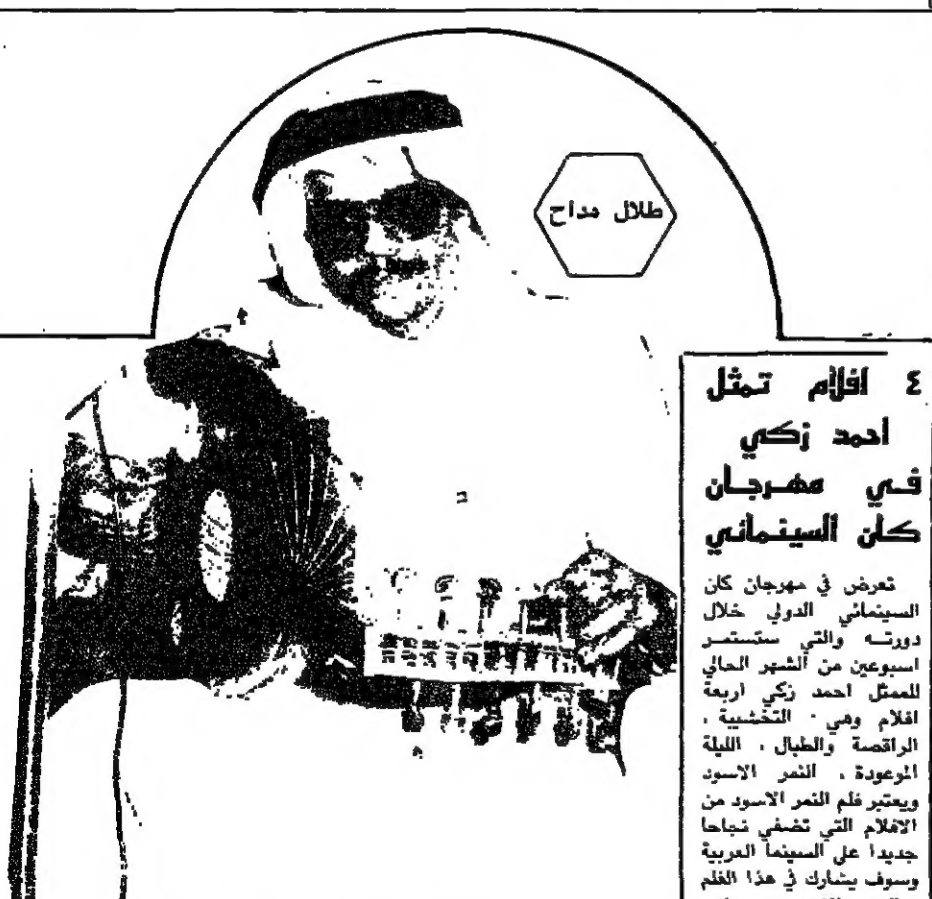 طلال مداح
٤ افلام تمثل
احمد زكي
في مهرجان
كان السينمائي
تعرض في مهرجان كان
السينمائي الدولي خلال
دورته والتي ستستمر
اسبوعين من الشهر الحالي
للممثل احمد زكي اربعة
افلام وهي ، التخشيبة ،
الراقصة والطبال ، الليلة
الموعودة ، النمر الاسود
ويعتبر فلم النمر الاسود من
الافلام التي تضفي نجاحا
جديدا على السينما العربية
وسوف يشارك في هذا الفلم